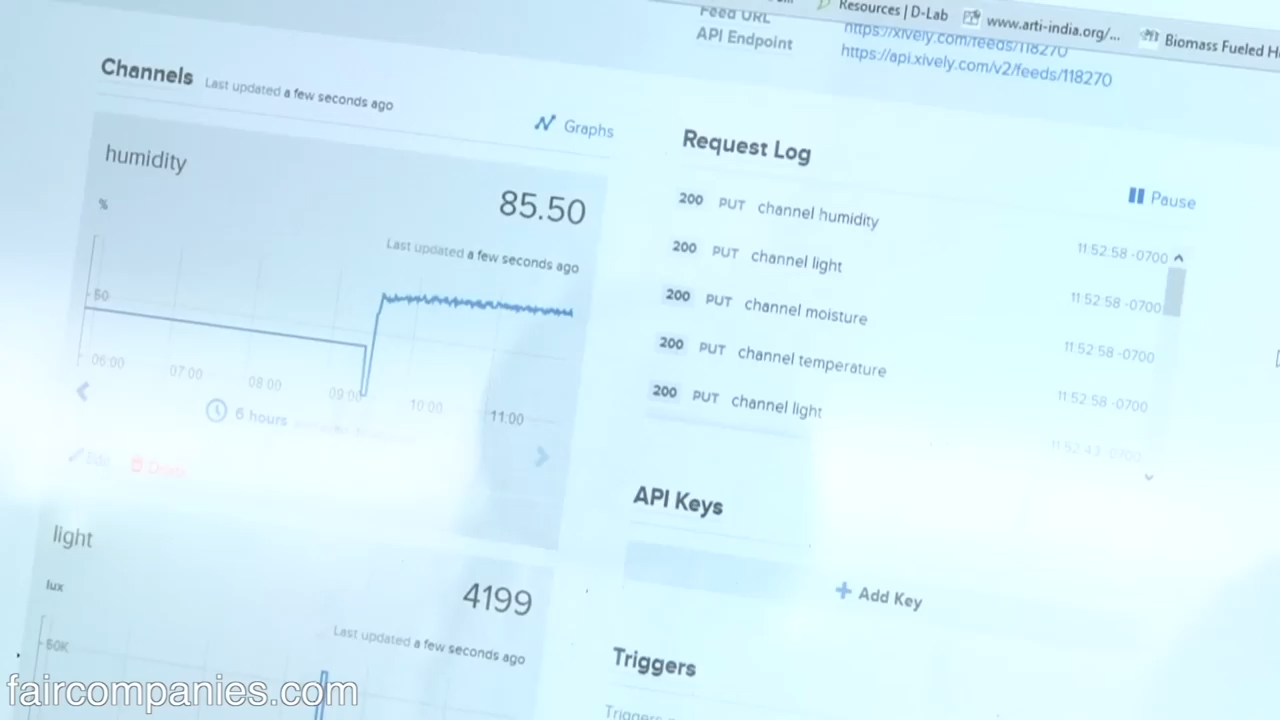 Resources | D-Lab
www.arti-india.org/...
Biomass Fueled H
Feed URL
https://xively.com/feeds/118270
API Endpoint
https://api.xively.com/v2/feeds/118270
Channels
Last updated a few seconds ago
Graphs
humidity
85.50
%
Last updated a few seconds ago
50
06:00
07:00
08:00
09:00
10:00
11:00
6 hours
Edit
Delete
light
4199
lux
Last updated a few seconds ago
50K
Request Log
Pause
200 PUT channel humidity
11:52:58 -0700
200 PUT channel light
11:52:58 -0700
200 PUT channel moisture
11:52:58 -0700
200 PUT channel temperature
11:52:58 -0700
200 PUT channel light
11:52:43 -0700
API Keys
Add Key
Triggers
Triggers
faircompanies.com